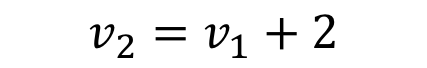 v₂ = v₁ + 2